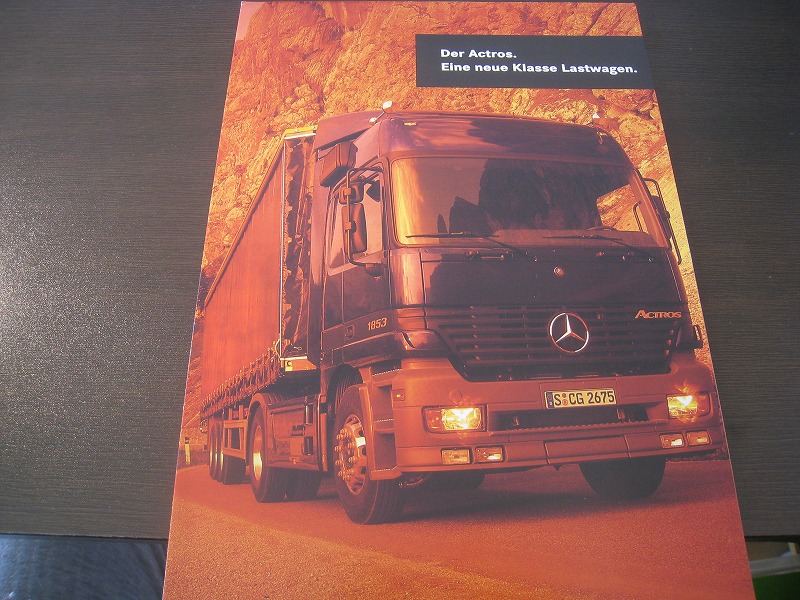 Der Actros.
Eine neue Klasse Lastwagen.
1853
ACTROS
S CG 2675